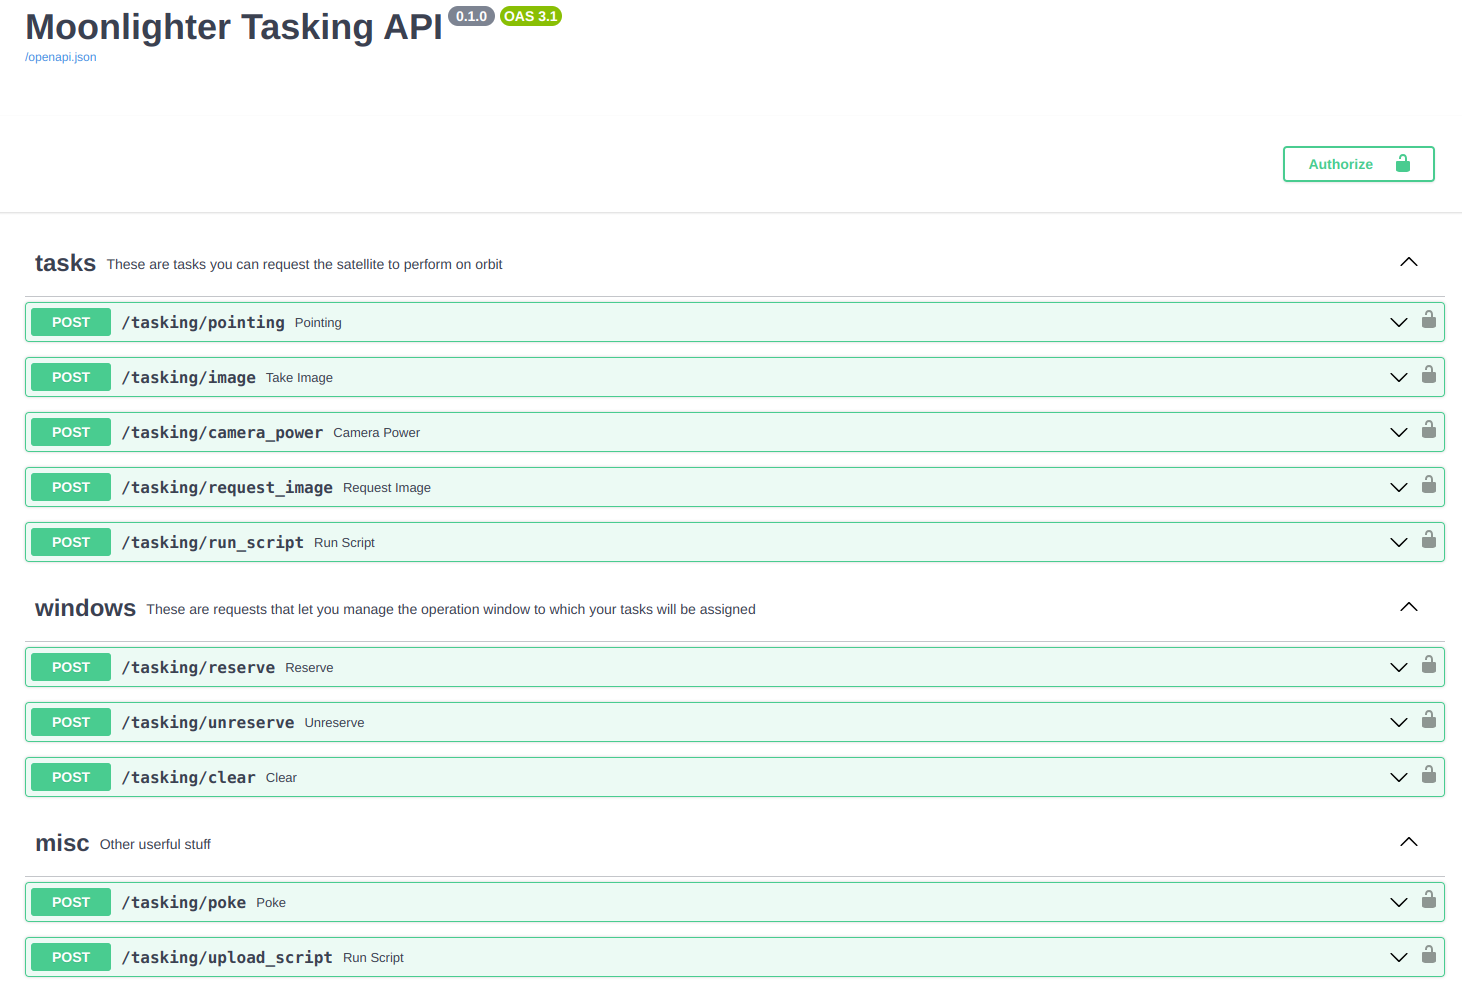 Moonlighter Tasking API 0.1.0 OAS 3.1
/openapi.json
Authorize
tasks These are tasks you can request the satellite to perform on orbit
POST /tasking/pointing Pointing
POST /tasking/image Take Image
POST /tasking/camera_power Camera Power
POST /tasking/request_image Request Image
POST /tasking/run_script Run Script
windows These are requests that let you manage the operation window to which your tasks will be assigned
POST /tasking/reserve Reserve
POST /tasking/unreserve Unreserve
POST /tasking/clear Clear
misc Other userful stuff
POST /tasking/poke Poke
POST /tasking/upload_script Run Script